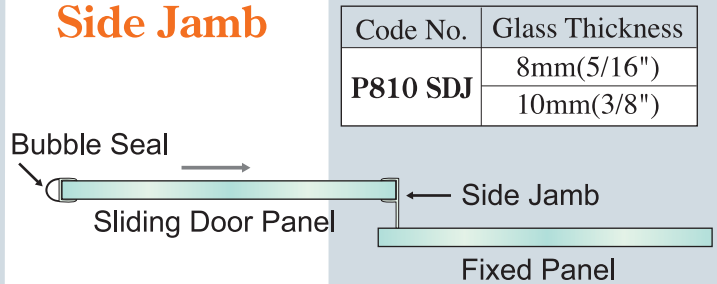 Side Jamb
Code No. Glass Thickness
P810 SDJ
8mm(5/16")
10mm(3/8")
Bubble Seal
Side Jamb
Sliding Door Panel
Fixed Panel